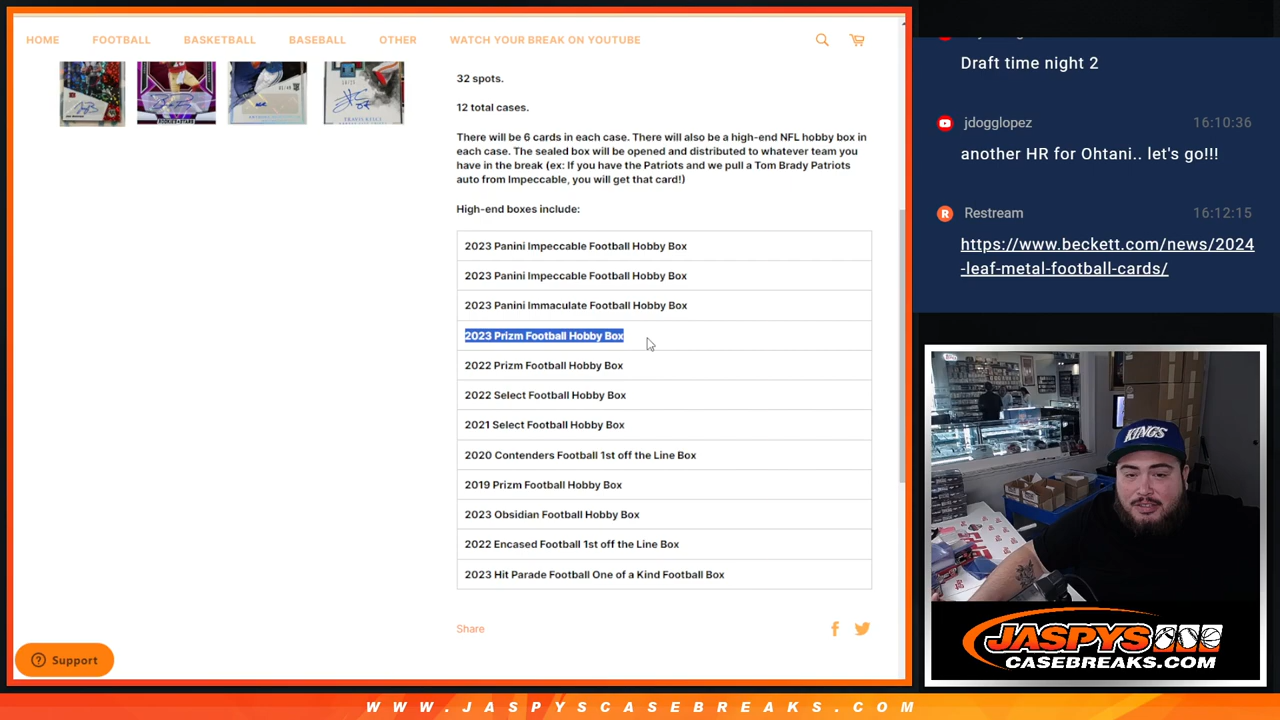 HOME FOOTBALL BASKETBALL BASEBALL OTHER WATCH YOUR BREAK ON YOUTUBE
32 spots.
12 total cases.
There will be 6 cards in each case. There will also be a high-end NFL hobby box in
each case. The sealed box will be opened and distributed to whatever team you
have in the break (ex: If you have the Patriots and we pull a Tom Brady Patriots
auto from Impeccable, you will get that card!)
High-end boxes include:
2023 Panini Impeccable Football Hobby Box
2023 Panini Impeccable Football Hobby Box
2023 Panini Immaculate Football Hobby Box
2023 Prizm Football Hobby Box
2022 Prizm Football Hobby Box
2022 Select Football Hobby Box
2021 Select Football Hobby Box
2020 Contenders Football 1st off the Line Box
2019 Prizm Football Hobby Box
2023 Obsidian Football Hobby Box
2022 Encased Football 1st off the Line Box
2023 Hit Parade Football One of a Kind Football Box
Share
Support
Draft time night 2
jdogglopez 16:10:36
another HR for Ohtani.. let's go!!!
Restream 16:12:15
https://www.beckett.com/news/2024
-leaf-metal-football-cards/
KINGS
JASPYS
CASEBREAKS.COM
WWW.JASPYSCASEBREAKS.COM